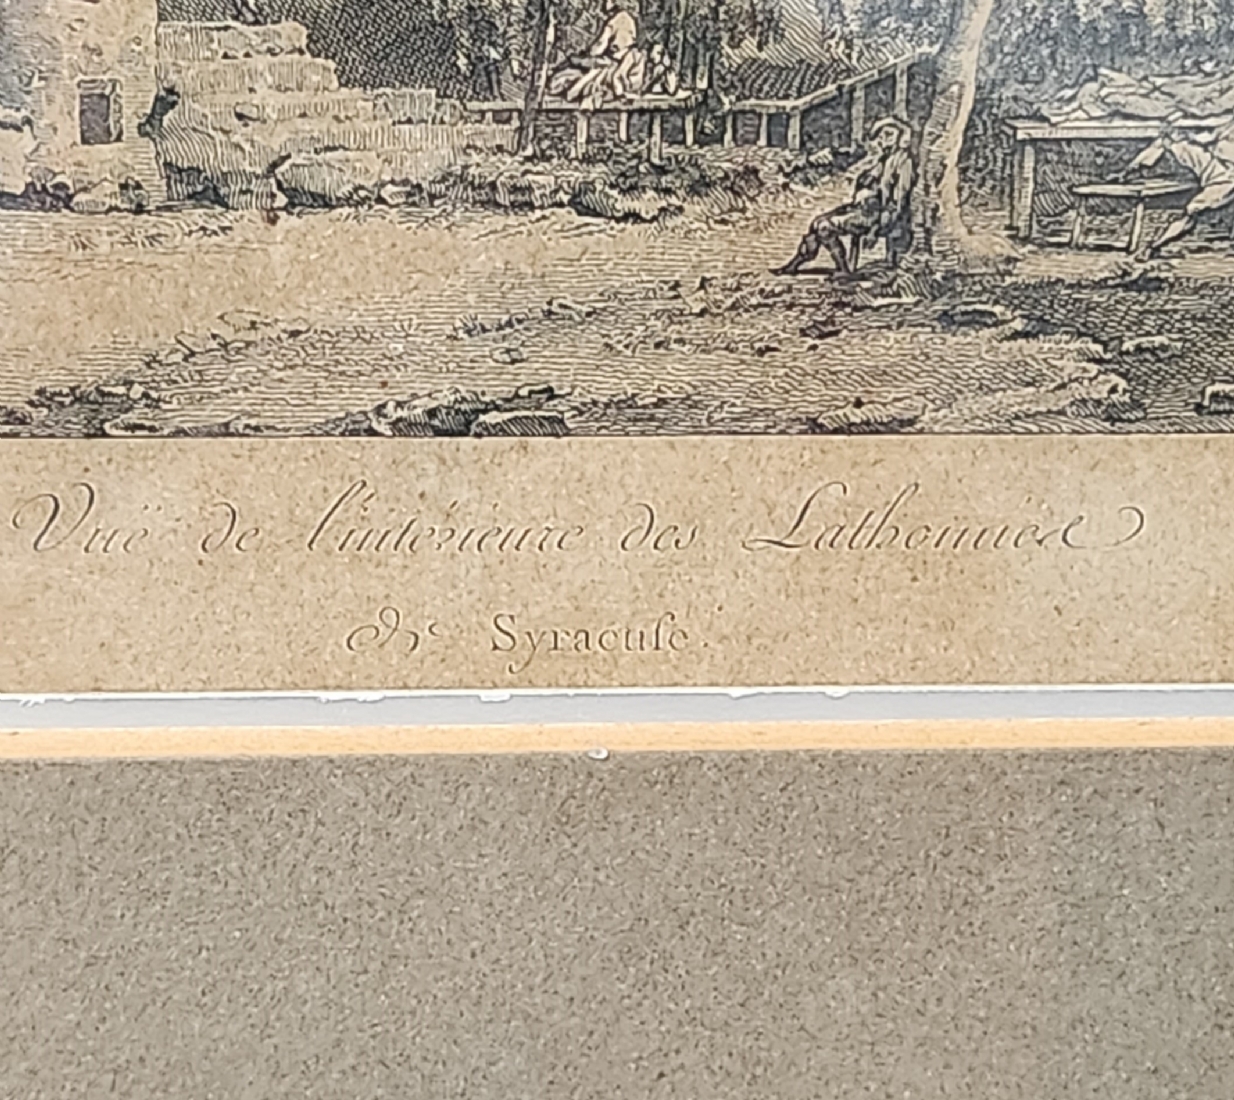 Vuë de l'intérieure des Lathomies
de Syracuse.